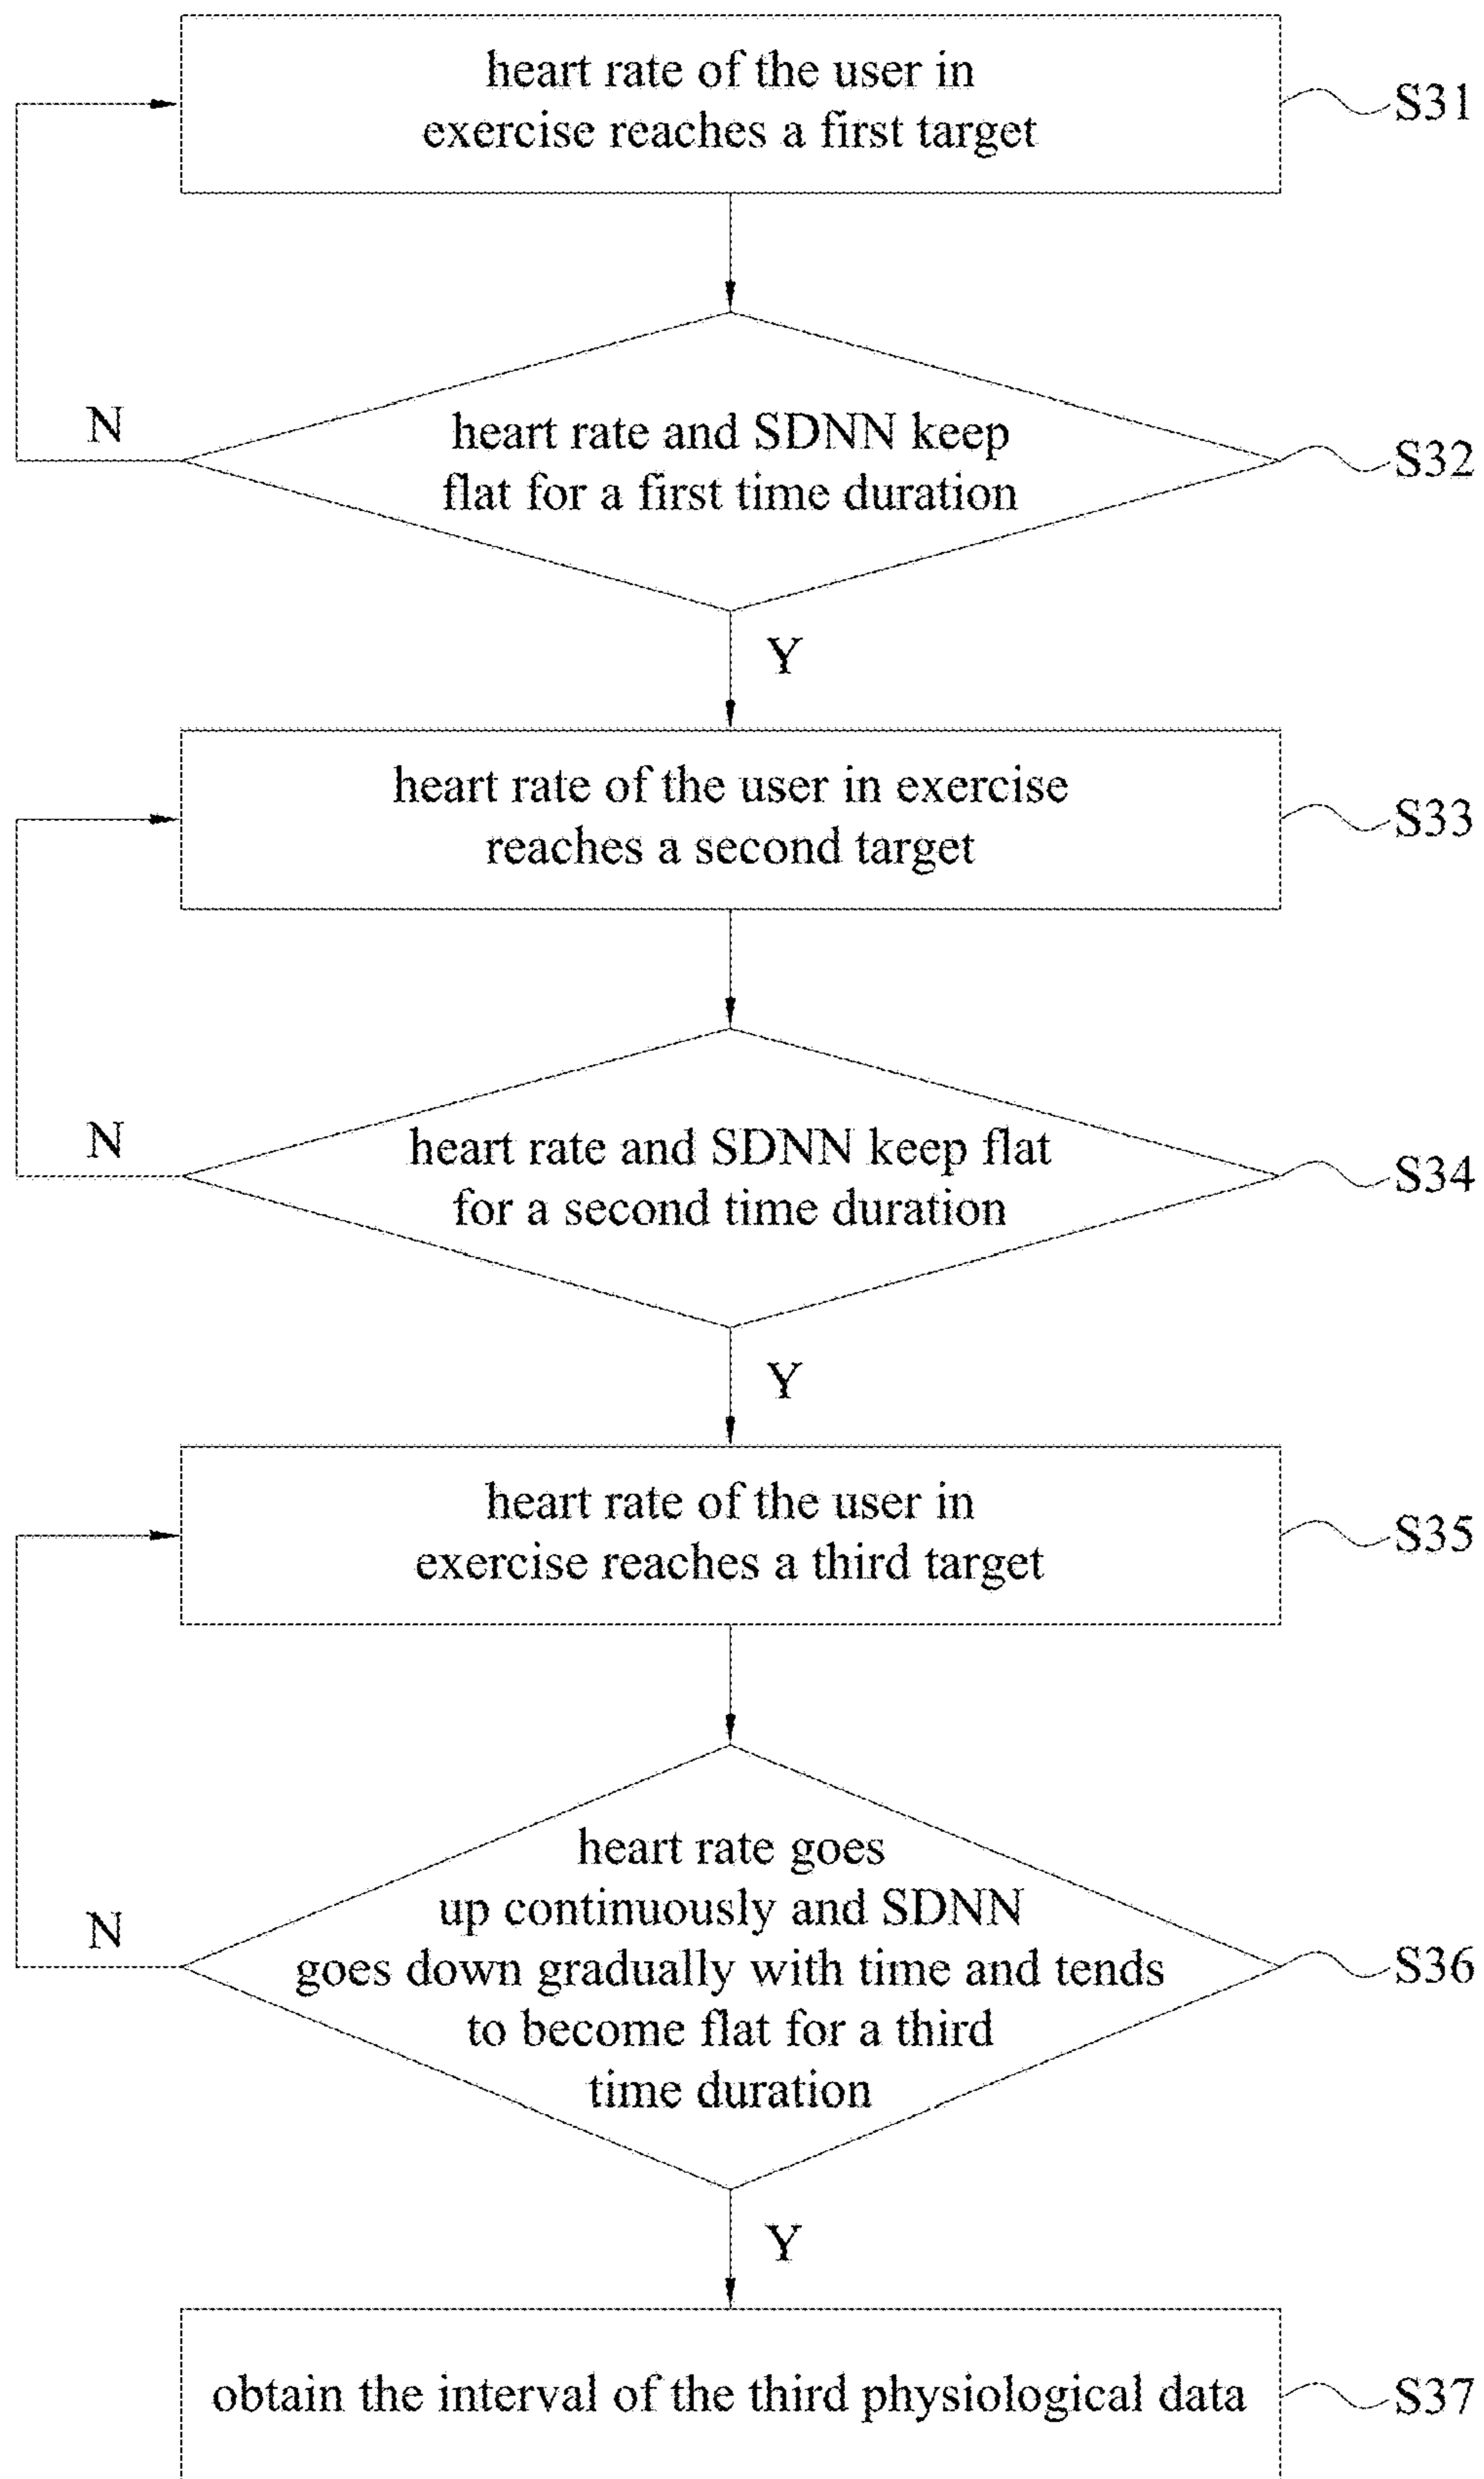 heart rate of the user in
exercise reaches a first target
S31
heart rate and SDNN keep
flat for a first time duration
S32
N
Y
heart rate of the user in exercise
reaches a second target
S33
heart rate and SDNN keep flat
for a second time duration
S34
N
Y
heart rate of the user in
exercise reaches a third target
S35
heart rate goes
up continuously and SDNN
goes down gradually with time and tends
to become flat for a third
time duration
S36
N
Y
obtain the interval of the third physiological data
S37